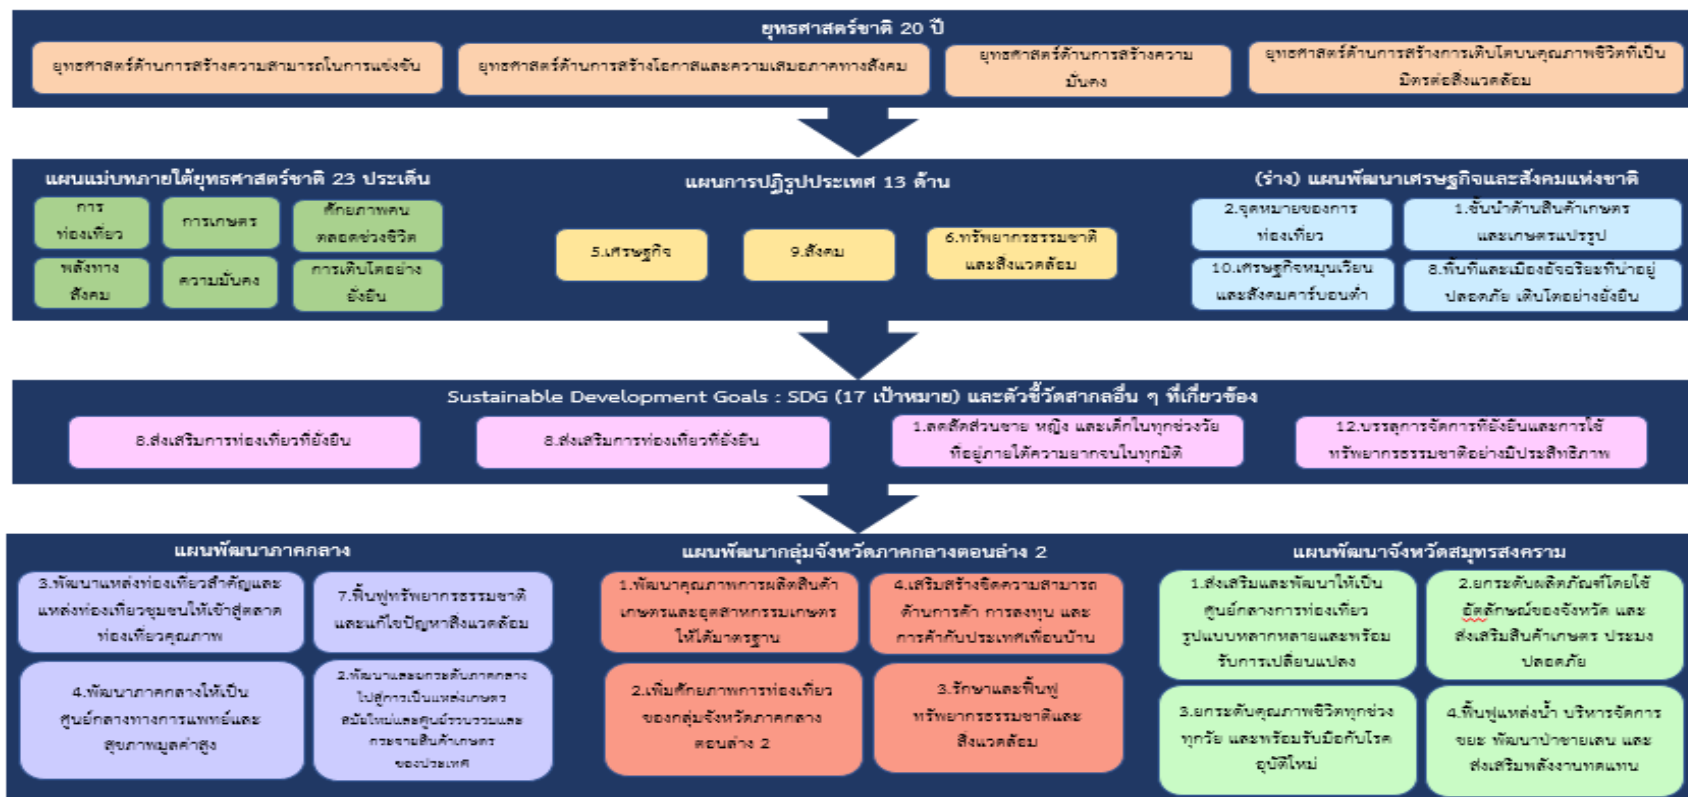 ยุทธศาสตร์ชาติ 20 ปี
ยุทธศาสตร์ด้านการสร้างความสามารถในการแข่งขัน
ยุทธศาสตร์ด้านการสร้างโอกาสและความเสมอภาคทางสังคม
ยุทธศาสตร์ด้านการสร้างความ
มั่นคง
ยุทธศาสตร์ด้านการสร้างการเติบโตบนคุณภาพชีวิตที่เป็น
มิตรต่อสิ่งแวดล้อม
แผนแม่บทภายใต้ยุทธศาสตร์ชาติ 23 ประเด็น
การ
ท่องเที่ยว
การเกษตร
ศักยภาพคน
ตลอดช่วงชีวิต
พลังทาง
สังคม
ความมั่นคง
การเติบโตอย่าง
ยั่งยืน
แผนการปฏิรูปประเทศ 13 ด้าน
5.เศรษฐกิจ
9.สังคม
6.ทรัพยากรธรรมชาติ
และสิ่งแวดล้อม
(ร่าง) แผนพัฒนาเศรษฐกิจและสังคมแห่งชาติ
2.จุดหมายของการ
ท่องเที่ยว
1.ชั้นนำด้านสินค้าเกษตร
และเกษตรแปรรูป
10.เศรษฐกิจหมุนเวียน
และสังคมคาร์บอนต่ำ
8.พื้นที่และเมืองอัจฉริยะที่น่าอยู่
ปลอดภัย เติบโตอย่างยั่งยืน
Sustainable Development Goals : SDG (17 เป้าหมาย) และตัวชี้วัดสากลอื่น ๆ ที่เกี่ยวข้อง
8.ส่งเสริมการท่องเที่ยวที่ยั่งยืน
8.ส่งเสริมการท่องเที่ยวที่ยั่งยืน
1.ลดสัดส่วนชาย หญิง และเด็กในทุกช่วงวัย
ที่อยู่ภายใต้ความยากจนในทุกมิติ
12.บรรลุการจัดการที่ยั่งยืนและการใช้
ทรัพยากรธรรมชาติอย่างมีประสิทธิภาพ
แผนพัฒนาภาคกลาง
3.พัฒนาแหล่งท่องเที่ยวสำคัญและ
แหล่งท่องเที่ยวชุมชนให้เข้าสู่ตลาด
ท่องเที่ยวคุณภาพ
7.ฟื้นฟูทรัพยากรธรรมชาติ
และแก้ไขปัญหาสิ่งแวดล้อม
4.พัฒนาภาคกลางให้เป็น
ศูนย์กลางทางการแพทย์และ
สุขภาพมูลค่าสูง
2.พัฒนาและยกระดับภาคกลาง
ไปสู่การเป็นแหล่งเกษตร
สมัยใหม่และศูนย์รวบรวมและ
กระจายสินค้าเกษตร
ของประเทศ
แผนพัฒนากลุ่มจังหวัดภาคกลางตอนล่าง 2
1.พัฒนาคุณภาพการผลิตสินค้า
เกษตรและอุตสาหกรรมเกษตร
ให้ได้มาตรฐาน
4.เสริมสร้างขีดความสามารถ
ด้านการค้า การลงทุน และ
การค้ากับประเทศเพื่อนบ้าน
2.เพิ่มศักยภาพการท่องเที่ยว
ของกลุ่มจังหวัดภาคกลาง
ตอนล่าง 2
3.รักษาและฟื้นฟู
ทรัพยากรธรรมชาติและ
สิ่งแวดล้อม
แผนพัฒนาจังหวัดสมุทรสงคราม
1.ส่งเสริมและพัฒนาให้เป็น
ศูนย์กลางการท่องเที่ยว
รูปแบบหลากหลายและพร้อม
รับการเปลี่ยนแปลง
2.ยกระดับผลิตภัณฑ์โดยใช้
อัตลักษณ์ของจังหวัด และ
ส่งเสริมสินค้าเกษตร ประมง
ปลอดภัย
3.ยกระดับคุณภาพชีวิตทุกช่วง
ทุกวัย และพร้อมรับมือกับโรค
อุบัติใหม่
4.ฟื้นฟูแหล่งน้ำ บริหารจัดการ
ขยะ พัฒนาป่าชายเลน และ
ส่งเสริมพลังงานทดแทน